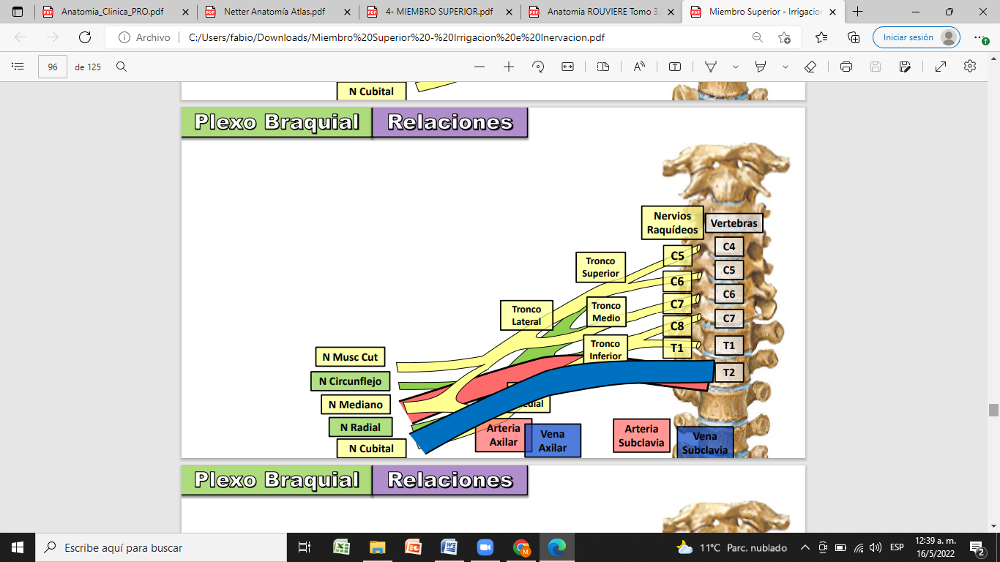 Anatomia_Clinica_PRO.pdf
Netter Anatomía Atlas.pdf
4- MIEMBRO SUPERIOR.pdf
Anatomia ROUVIERE Tomo 3.
Miembro Superior - Irrigacion
Archivo
C:/Users/fabio/Downloads/Miembro%20Superior%20-%20Irrigacion%20e%20Inervacion.pdf
Iniciar sesión
96
de 125
N Cubital
Plexo Braquial
Relaciones
Nervios
Raquídeos
Vertebras
C5
C6
C7
C8
T1
C4
C5
C6
C7
T1
T2
Tronco
Superior
Tronco
Medio
Tronco
Inferior
Tronco
Lateral
N Musc Cut
N Circunflejo
N Mediano
N Radial
N Cubital
Arteria
Axilar
Vena
Axilar
Arteria
Subclavia
Vena
Subclavia
Plexo Braquial
Relaciones
Escribe aquí para buscar
11°C Parc. nublado
ESP
12:39 a. m.
16/5/2022
2